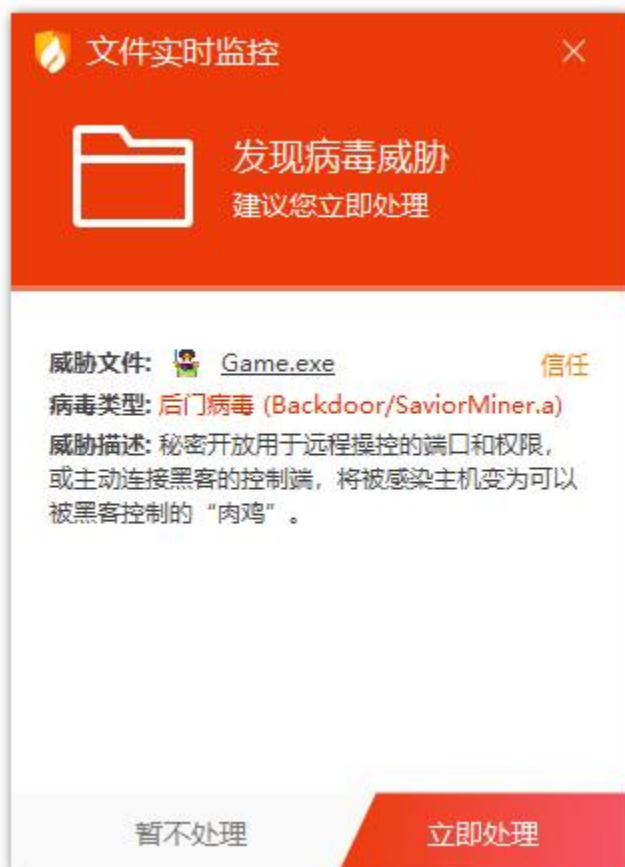 文件实时监控
发现病毒威胁
建议您立即处理
威胁文件: Game.exe 信任
病毒类型: 后门病毒 (Backdoor/SaviorMiner.a)
威胁描述: 秘密开放用于远程操控的端口和权限，
或主动连接黑客的控制端，将被感染主机变为可以
被黑客控制的“肉鸡”。
暂不处理 立即处理